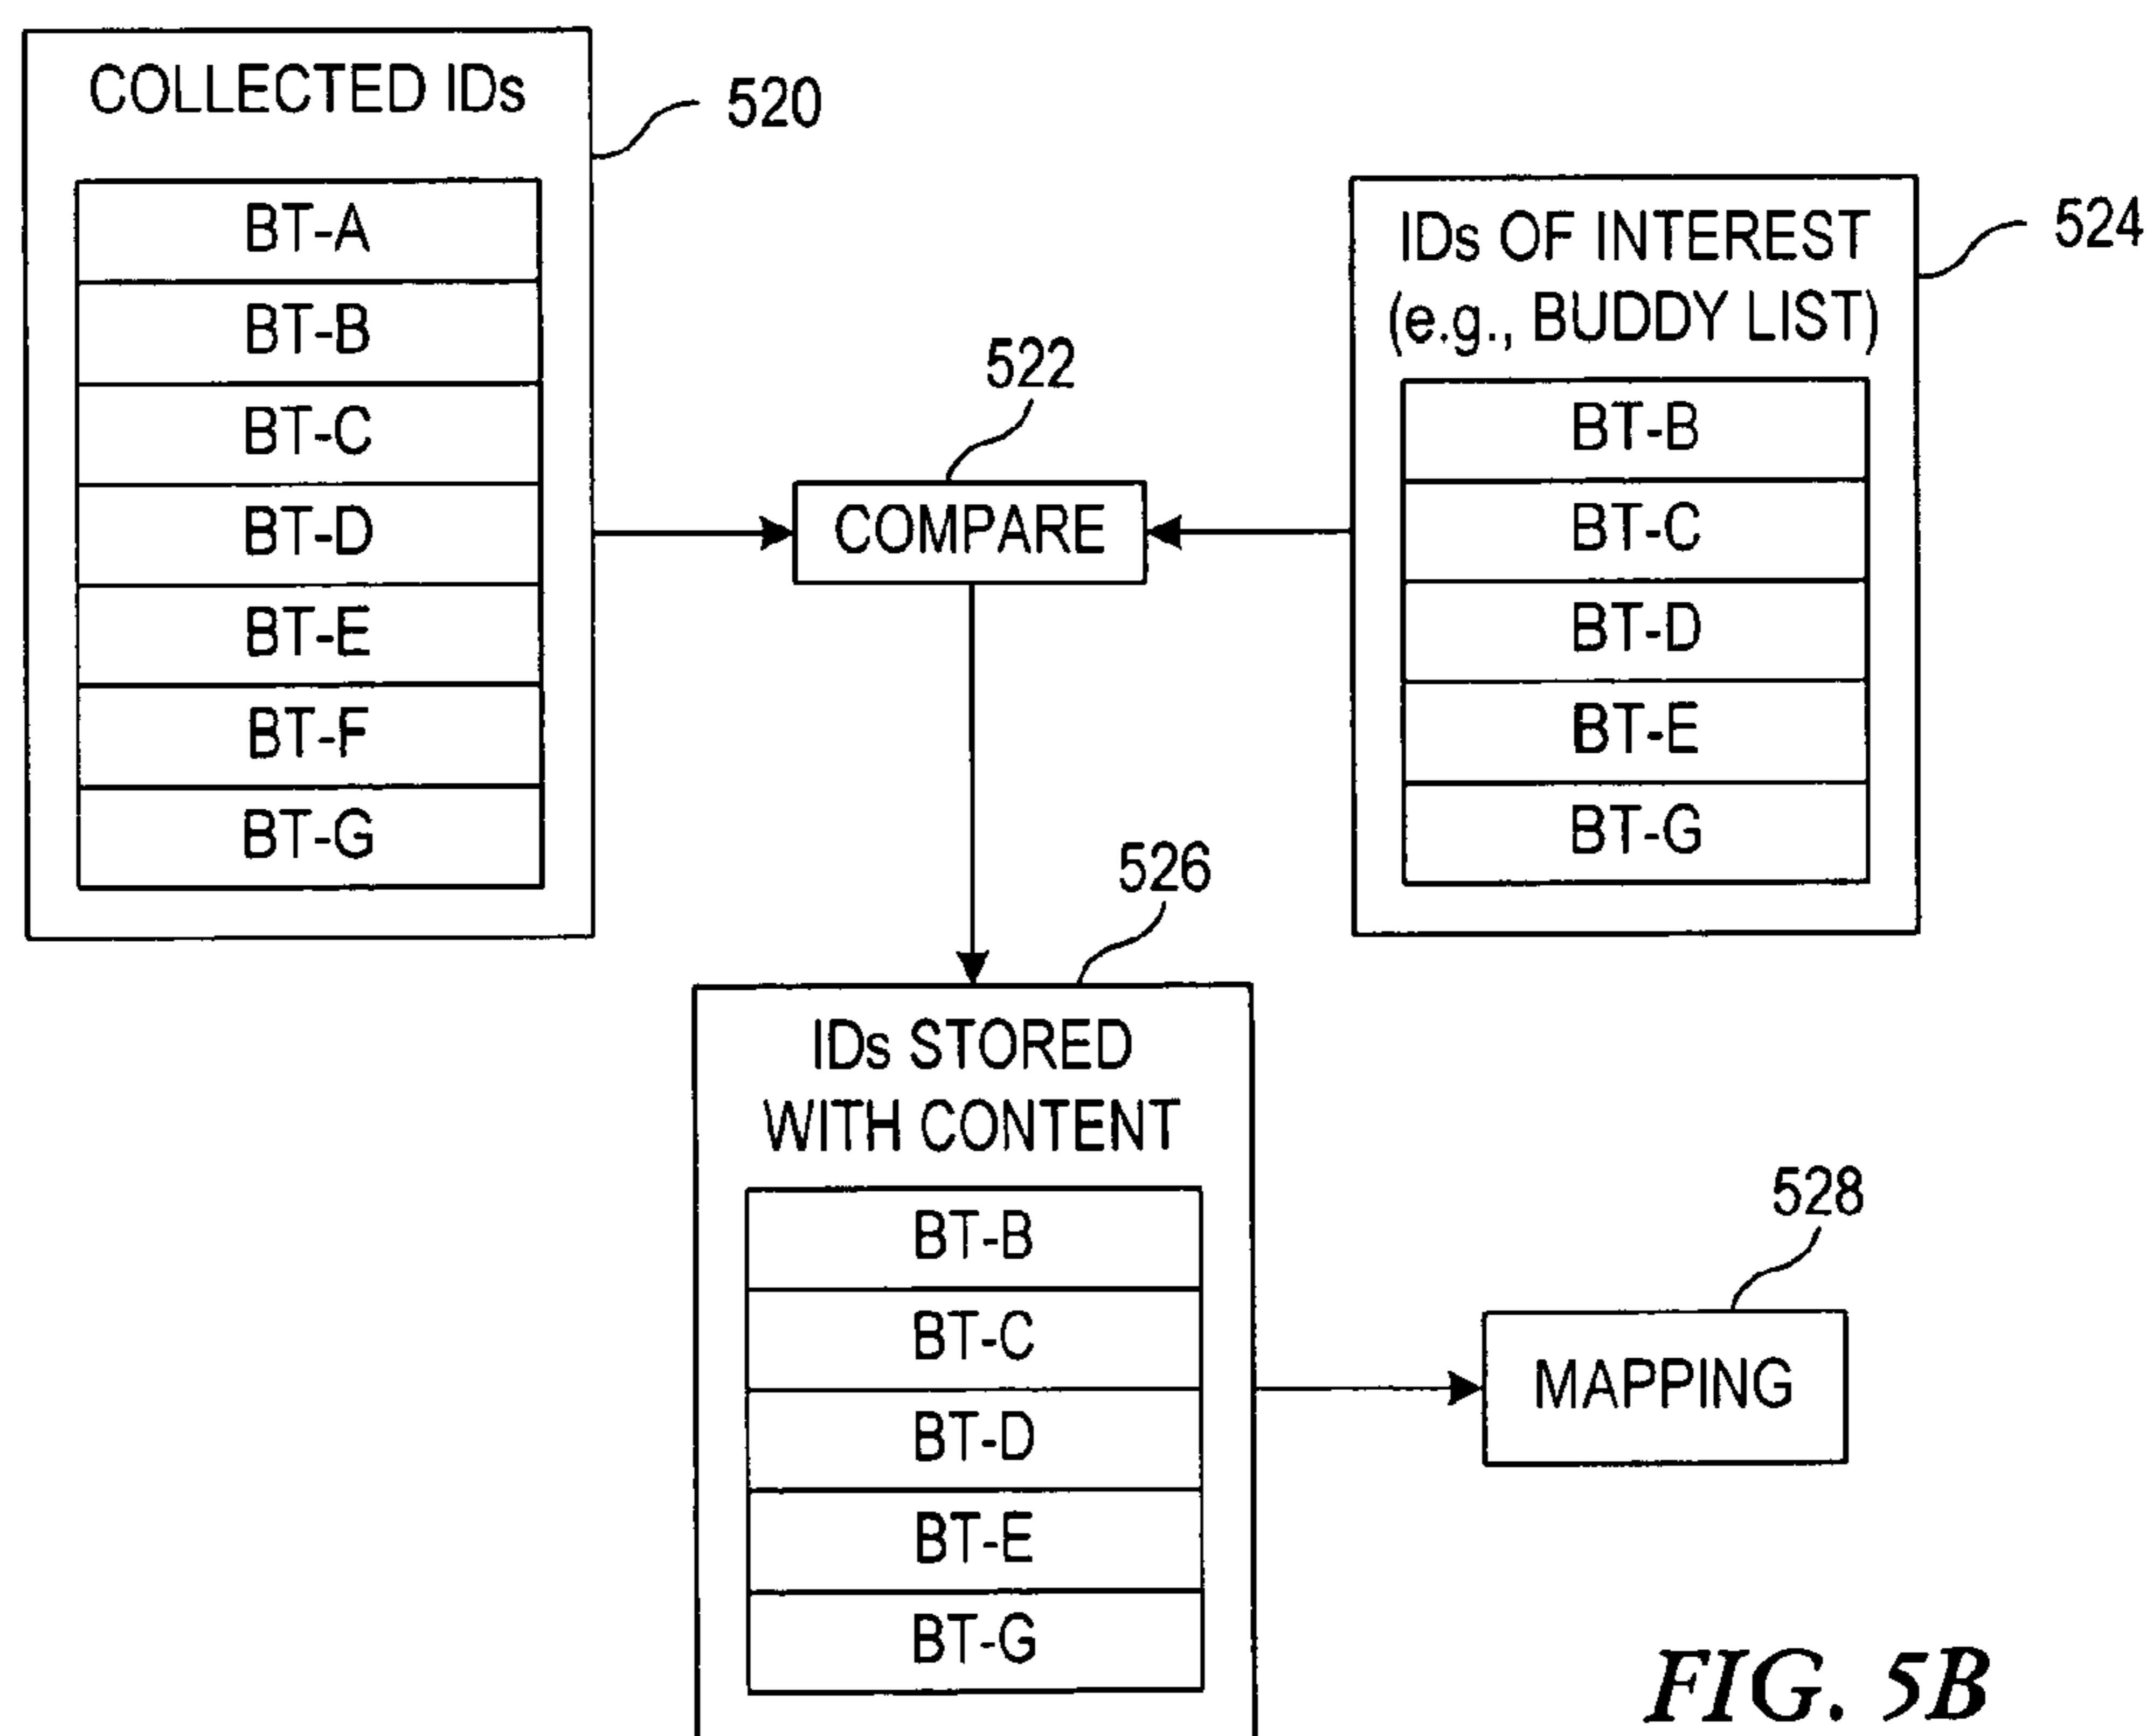 COLLECTED IDs
520
BT-A
BT-B
BT-C
BT-D
BT-E
BT-F
BT-G
522
COMPARE
IDs OF INTEREST
(e.g., BUDDY LIST)
524
BT-B
BT-C
BT-D
BT-E
BT-G
526
IDs STORED
WITH CONTENT
BT-B
BT-C
BT-D
BT-E
BT-G
528
MAPPING
FIG. 5B